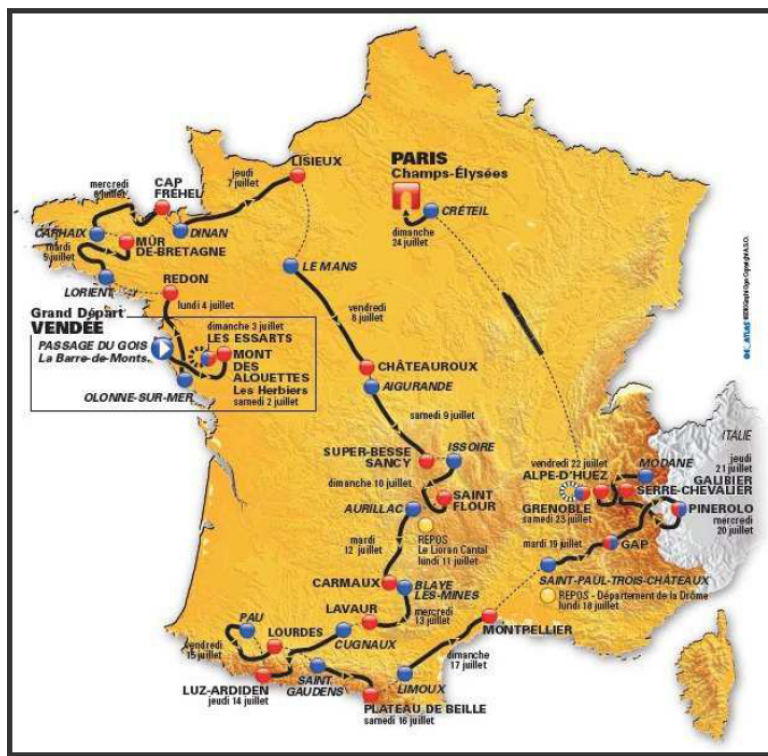 PARIS
Champs-Élysées
CRÉTEIL
dimanche
24 juillet
LISIEUX
jeudi
7 juillet
mercredi
6 juillet
CAP
FRÉHEL
DINAN
CARHAIX
MÛR
DE-BRETAGNE
mardi
5 juillet
LORIENT
REDON
lundi 4 juillet
LE MANS
Grand Départ
VENDÉE
PASSAGE DU GOIS
La Barre-de-Monts
dimanche 3 juillet
LES ESSARTS
MONT
DES
ALOUETTES
Les Herbiers
samedi 2 juillet
OLONNE-SUR-MER
vendredi
8 juillet
CHÂTEAUROUX
AIGURANDE
samedi 9 juillet
SUPER-BESSE
SANCY
ISSOIRE
dimanche 10 juillet
SAINT
FLOUR
AURILLAC
REPOS
Le Lioran Cantal
lundi 11 juillet
mardi
12 juillet
CARMAUX
BLAYE
LES-MINES
LAVAUR
mercredi
13 juillet
CUGNAUX
PAU
LOURDES
vendredi
15 juillet
LUZ-ARDIDEN
jeudi 14 juillet
SAINT
GAUDENS
PLATEAU DE BEILLE
samedi 16 juillet
LIMOUX
dimanche
17 juillet
MONTPELLIER
ITALIE
vendredi 22 juillet
ALPE-D'HUEZ
MODANE
jeudi
21 juillet
GALIBIER
SERRE-CHEVALIER
GRENOBLE
samedi 23 juillet
PINEROLO
mercredi
20 juillet
mardi 19 juillet
GAP
SAINT-PAUL-TROIS-CHÂTEAUX
REPOS - Département de la Drôme
lundi 18 juillet